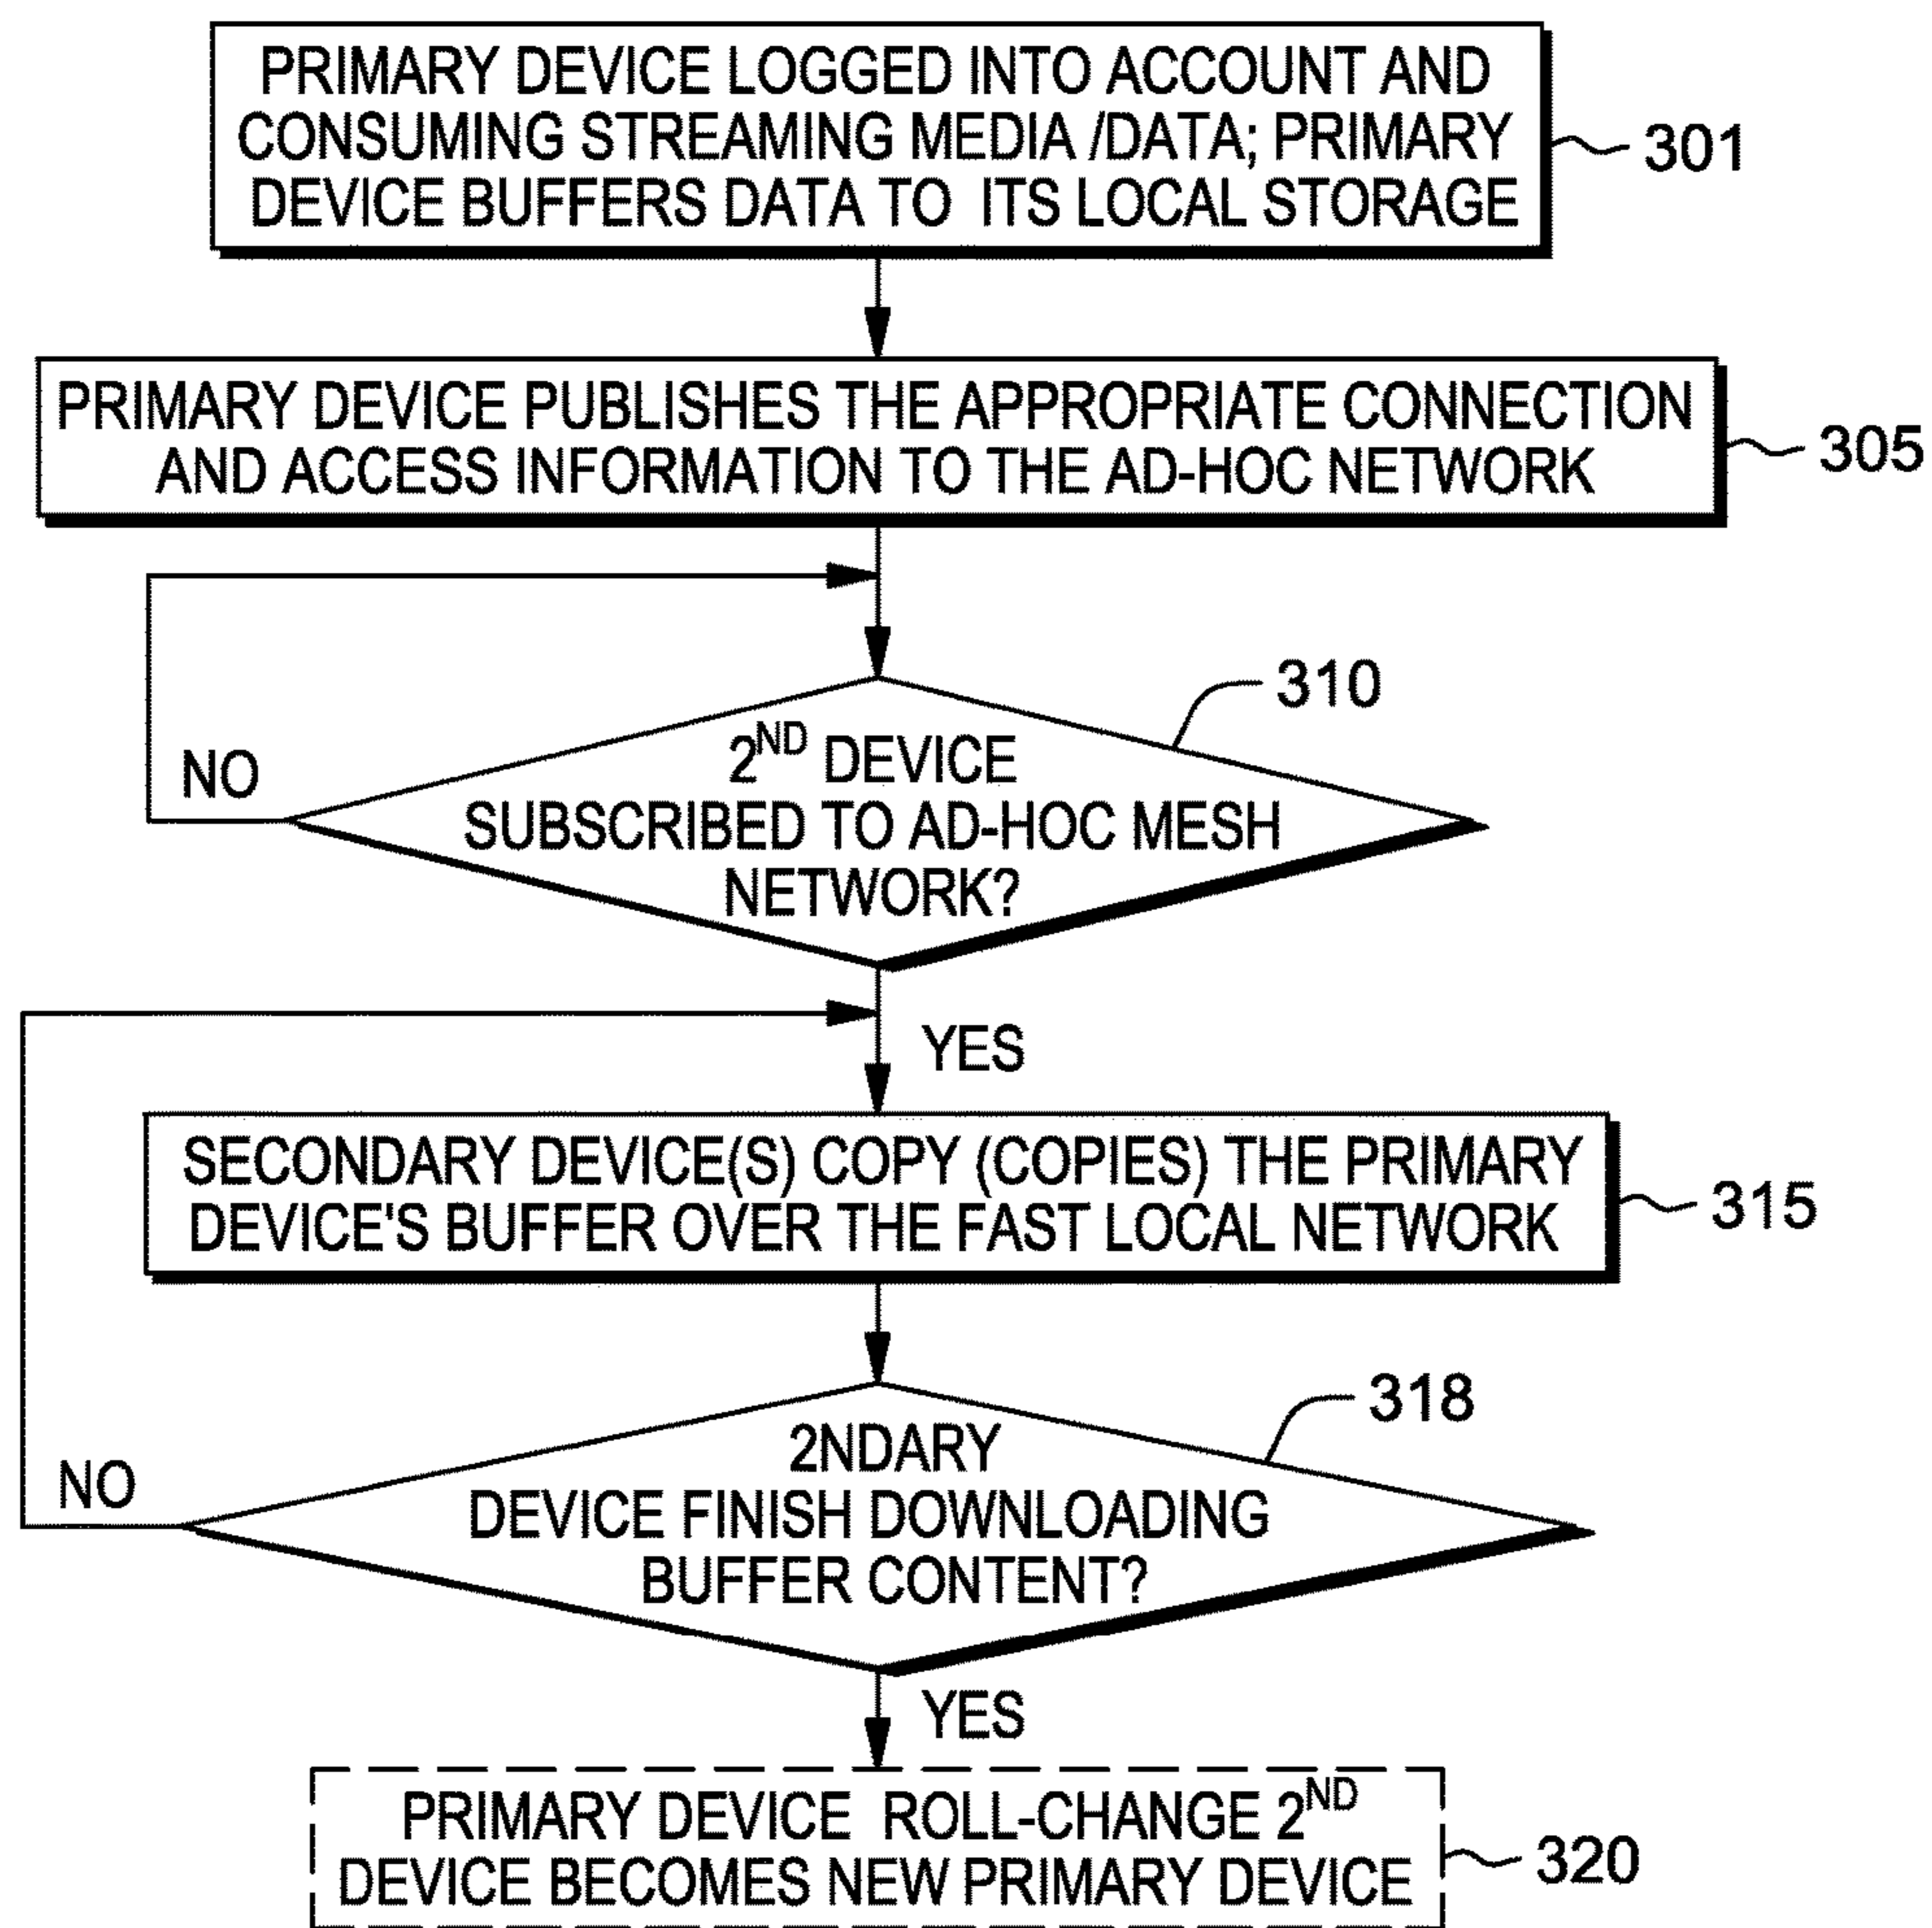 PRIMARY DEVICE LOGGED INTO ACCOUNT AND
CONSUMING STREAMING MEDIA /DATA; PRIMARY
DEVICE BUFFERS DATA TO ITS LOCAL STORAGE
301
PRIMARY DEVICE PUBLISHES THE APPROPRIATE CONNECTION
AND ACCESS INFORMATION TO THE AD-HOC NETWORK
305
310
2ND DEVICE
SUBSCRIBED TO AD-HOC MESH
NETWORK?
NO
YES
SECONDARY DEVICE(S) COPY (COPIES) THE PRIMARY
DEVICE'S BUFFER OVER THE FAST LOCAL NETWORK
315
318
2NDARY
DEVICE FINISH DOWNLOADING
BUFFER CONTENT?
NO
YES
PRIMARY DEVICE ROLL-CHANGE 2ND
DEVICE BECOMES NEW PRIMARY DEVICE
320